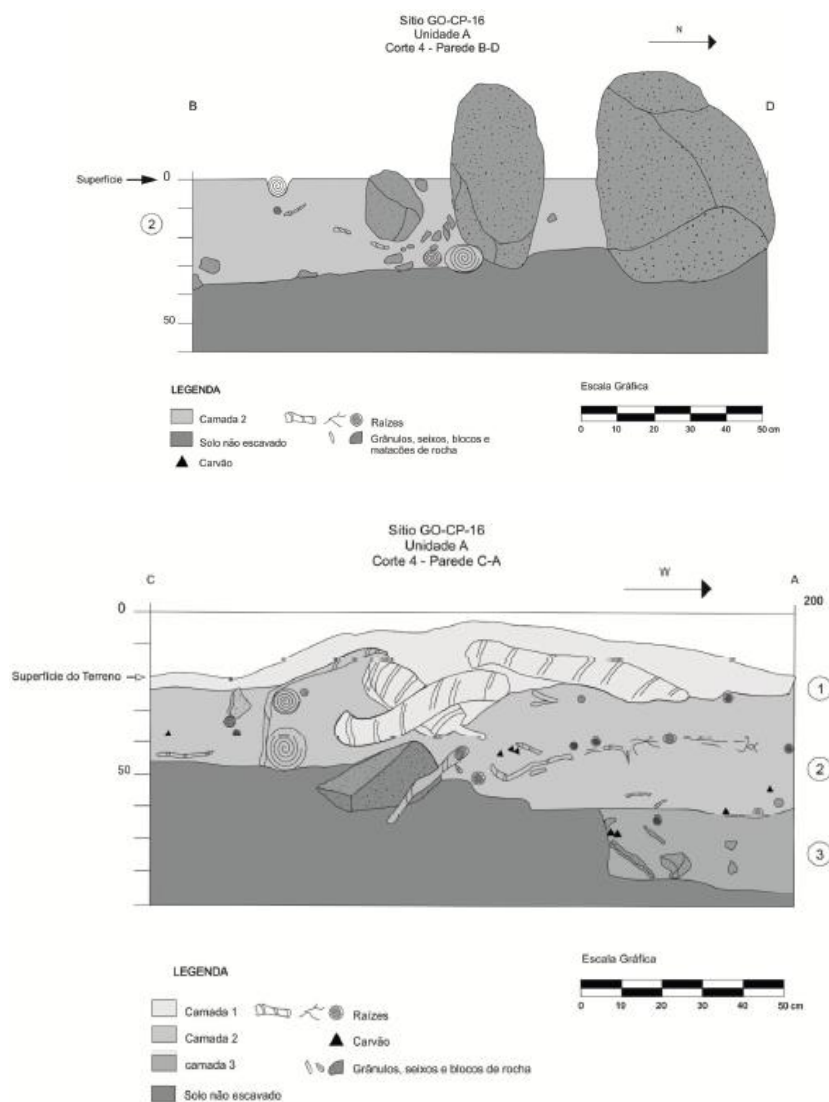 Sítio GO-CP-16
Unidade A
Corte 4 - Parede B-D
N
B
D
Superfície
0
2
50
LEGENDA
Camada 2
Solo não escavado
Carvão
Raízes
Grânulos, seixos, blocos e
matacões de rocha
Escala Gráfica
0 10 20 30 40 50 cm
Sítio GO-CP-16
Unidade A
Corte 4 - Parede C-A
C
W
A
0
200
Superfície do Terreno
1
50
2
3
LEGENDA
Camada 1
Camada 2
camada 3
Solo não escavado
Raízes
Carvão
Grânulos, seixos e blocos de rocha
Escala Gráfica
0 10 20 30 40 50 cm